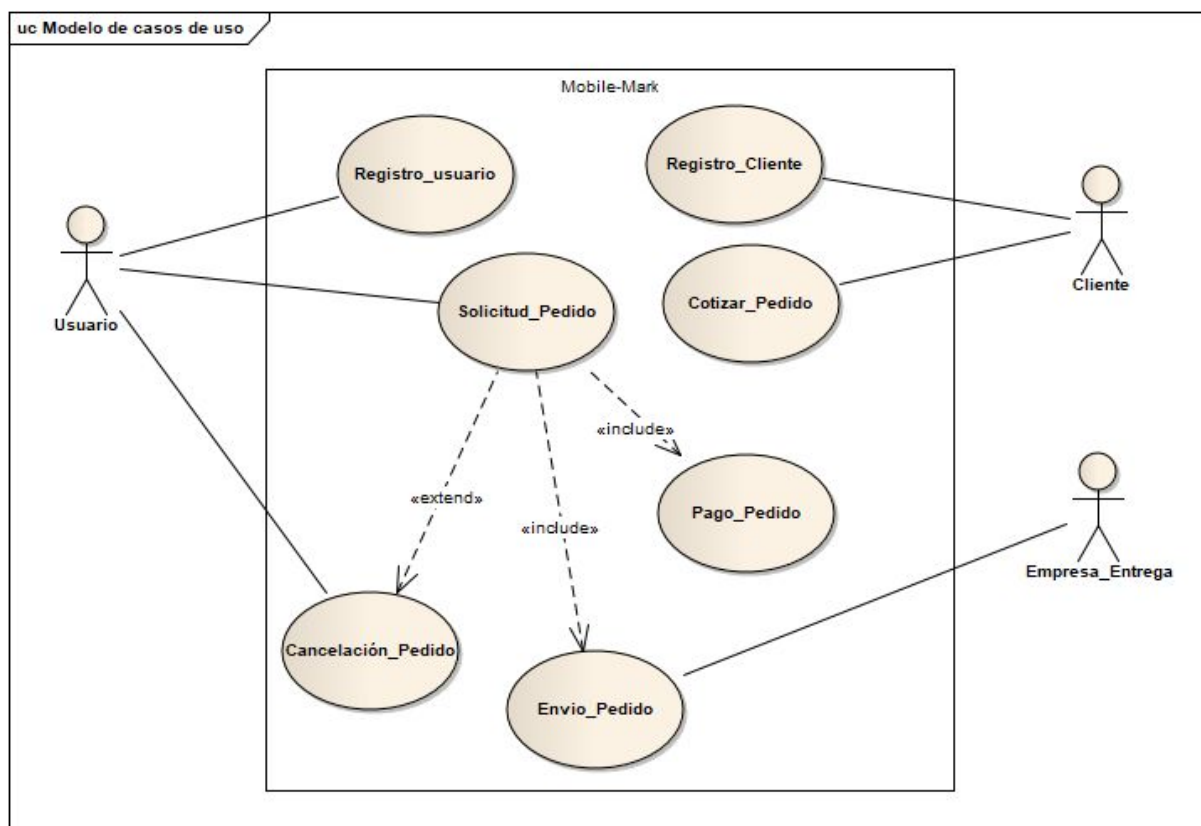 uc Modelo de casos de uso
Mobile-Mark
Registro_usuario
Registro_Cliente
Usuario
Solicitud_Pedido
Cotizar_Pedido
Cliente
«include»
«extend»
«include»
Pago_Pedido
Empresa_Entrega
Cancelación_Pedido
Envio_Pedido